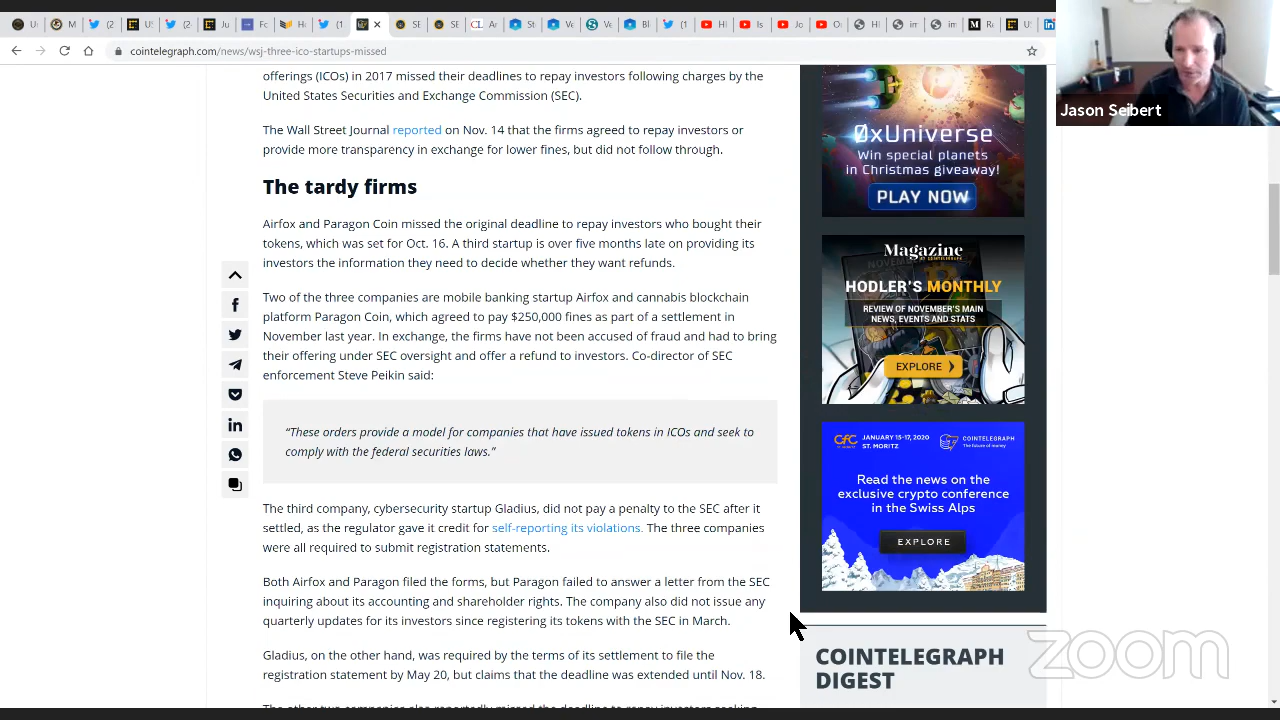 cointelegraph.com/news/wsj-three-ico-startups-missed
Jason Seibert
offerings (ICOs) in 2017 missed their deadlines to repay investors following charges by the
United States Securities and Exchange Commission (SEC).
The Wall Street Journal reported on Nov. 14 that the firms agreed to repay investors or
provide more transparency in exchange for lower fines, but did not follow through.
The tardy firms
Airfox and Paragon Coin missed the original deadline to repay investors who bought their
tokens, which was set for Oct. 16. A third startup is over five months late on providing its
investors the information they need to decide whether they want refunds.
Two of the three companies are mobile banking startup Airfox and cannabis blockchain
platform Paragon Coin, which agreed to pay $250,000 fines as part of a settlement in
November last year. In exchange, the firms have not been accused of fraud and had to bring
their offering under SEC oversight and offer a refund to investors. Co-director of SEC
enforcement Steve Peikin said:
“These orders provide a model for companies that have issued tokens in ICOs and seek to
comply with the federal securities laws.”
The third company, cybersecurity startup Gladius, did not pay a penalty to the SEC after it
settled, as the regulator gave it credit for self-reporting its violations. The three companies
were all required to submit registration statements.
Both Airfox and Paragon filed the forms, but Paragon failed to answer a letter from the SEC
inquiring about its accounting and shareholder rights. The company also did not issue any
quarterly updates for its investors since registering its tokens with the SEC in March.
Gladius, on the other hand, was required by the terms of its settlement to file the
registration statement by May 20, but claims that the deadline was extended until Nov. 18.
0xUniverse
Win special planets
in Christmas giveaway!
PLAY NOW
Magazine
BY COINTELEGRAPH
HODLER'S MONTHLY
REVIEW OF NOVEMBER'S MAIN
NEWS, EVENTS AND STATS
EXPLORE
CFC
JANUARY 15-17, 2020
ST. MORITZ
COINTELEGRAPH
The future of money
Read the news on the
exclusive crypto conference
in the Swiss Alps
EXPLORE
COINTELEGRAPH
DIGEST
zoom